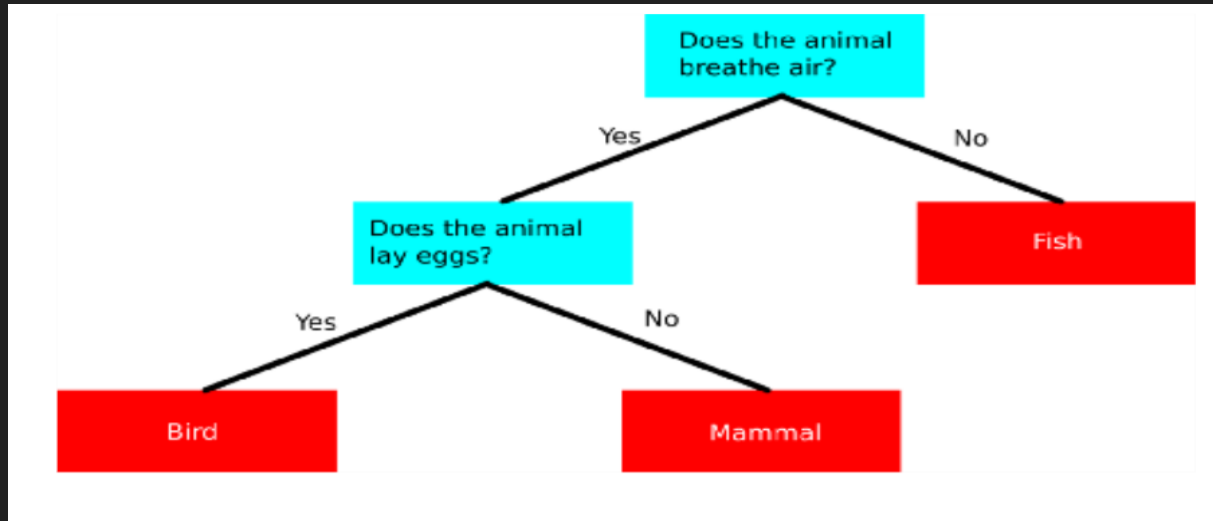 Does the animal
breathe air?
Yes
No
Does the animal
lay eggs?
Fish
Yes
No
Bird
Mammal